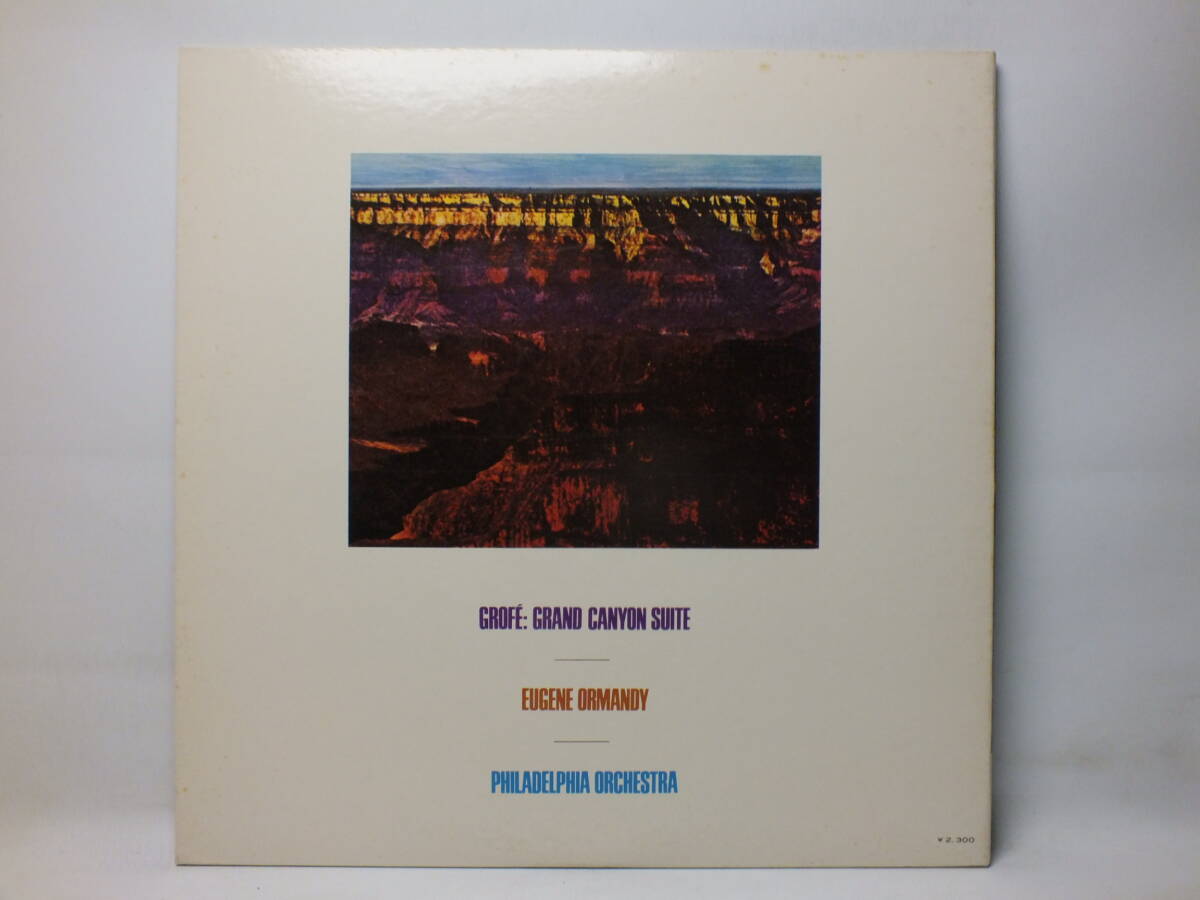 GROFÉ: GRAND CANYON SUITE
EUGENE ORMANDY
PHILADELPHIA ORCHESTRA
¥2,300